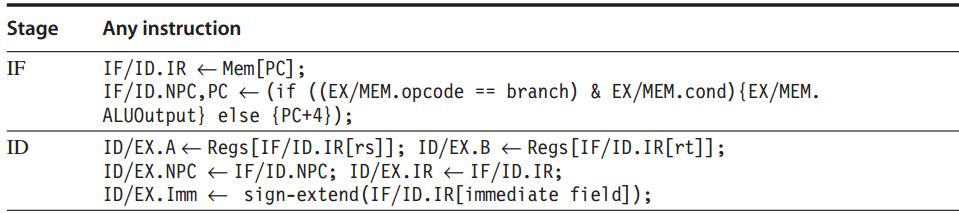 Stage Any instruction
IF IF/ID.IR ← Mem[PC];
IF/ID.NPC,PC ← (if ((EX/MEM.opcode == branch) & EX/MEM.cond){EX/MEM.
ALUOutput} else {PC+4});
ID ID/EX.A ← Regs[IF/ID.IR[rs]]; ID/EX.B ← Regs[IF/ID.IR[rt]];
ID/EX.NPC ← IF/ID.NPC; ID/EX.IR ← IF/ID.IR;
ID/EX.Imm ← sign-extend(IF/ID.IR[immediate field]);